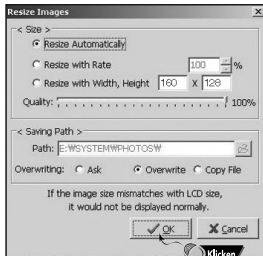 Resize Images
< Size >
Resize Automatically
Resize with Rate 100 %
Resize with Width, Height 160 X 128
Quality: 100%
< Saving Path >
Path: E:₩SYSTEM₩PHOTOS₩
Overwriting: Ask Overwrite Copy File
If the image size mismatches with LCD size,
it would not be displayed normally.
OK Cancel
Klicken